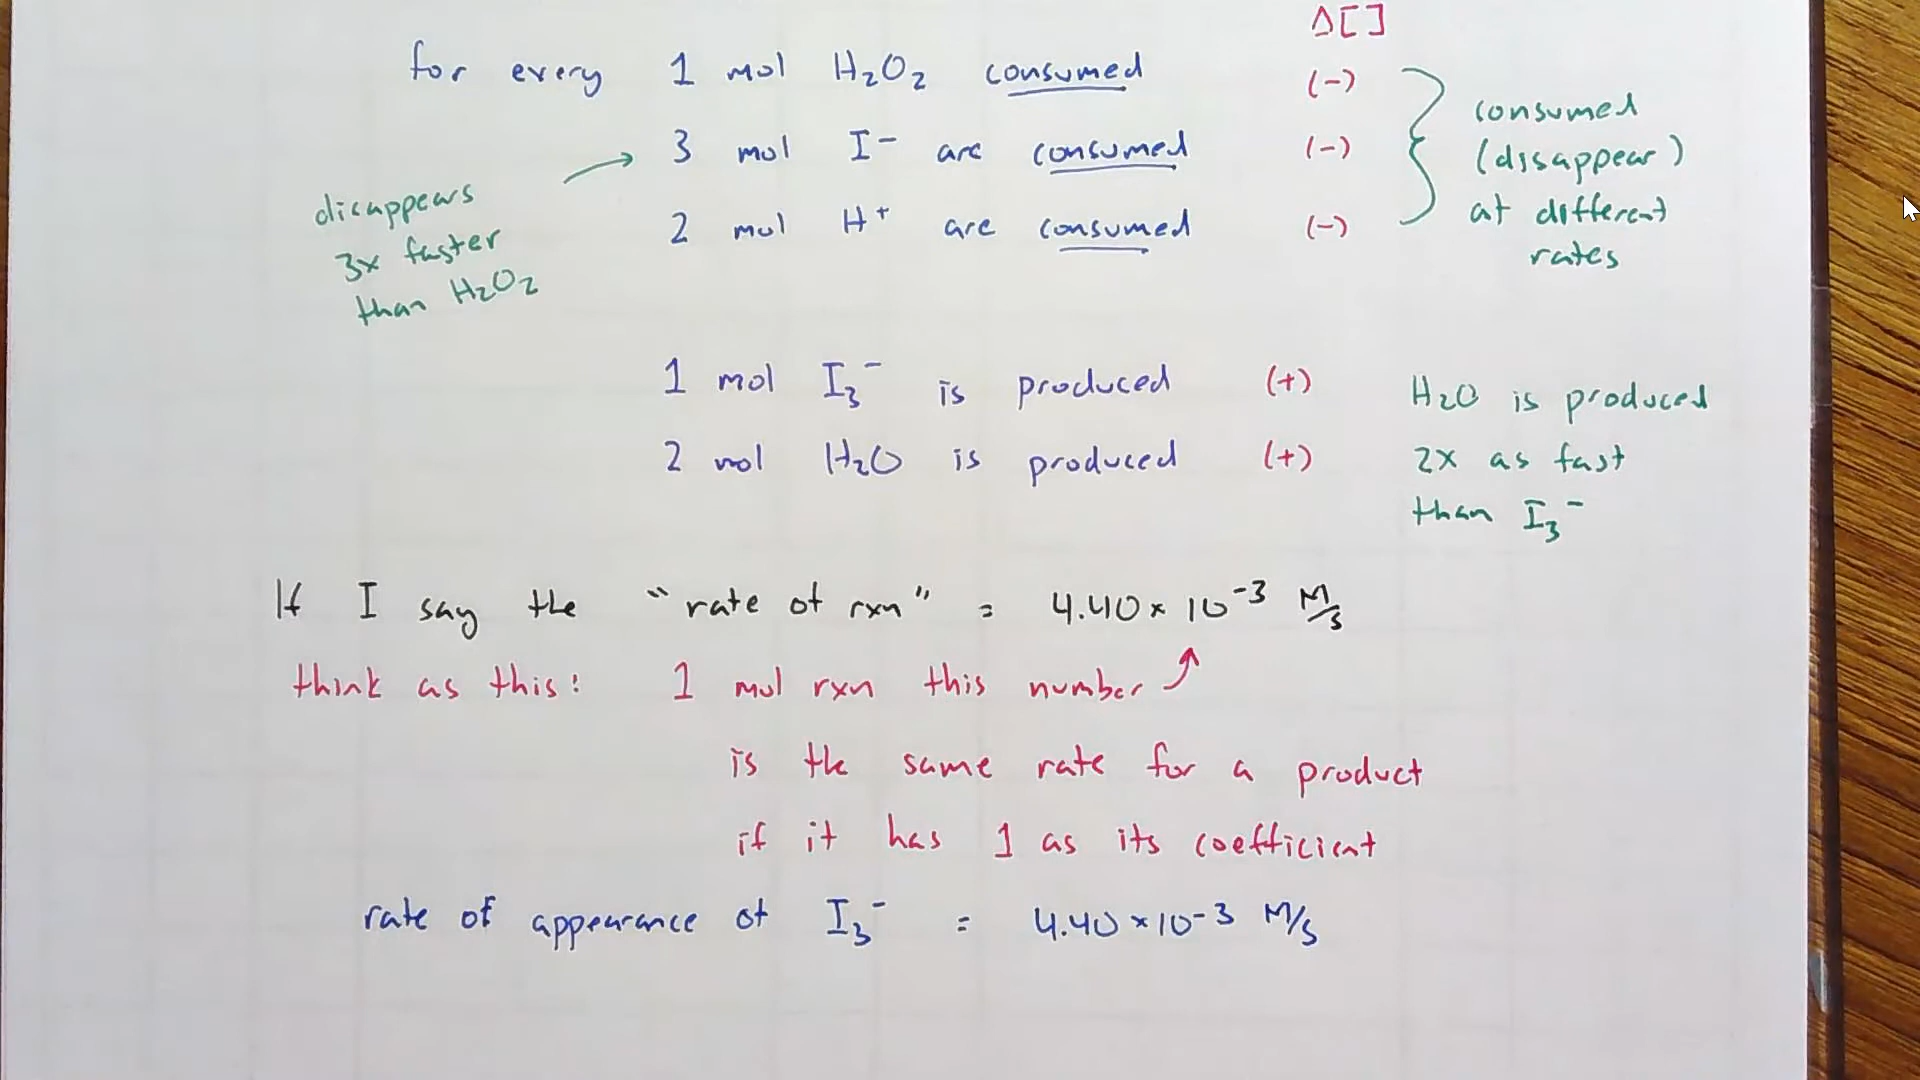 Δ[ ]
for every 1 mol H₂O₂ consumed (-)
3 mol I⁻ are consumed (-)
2 mol H⁺ are consumed (-)
consumed
(disappear)
at different
rates
disappears
3x faster
than H₂O₂
1 mol I₃⁻ is produced (+)
2 mol H₂O is produced (+)
H₂O is produced
2x as fast
than I₃⁻
If I say the "rate of rxn" = 4.40 × 10⁻³ M/s
think as this: 1 mol rxn this number
is the same rate for a product
if it has 1 as its coefficient
rate of appearance of I₃⁻ = 4.40 × 10⁻³ M/s